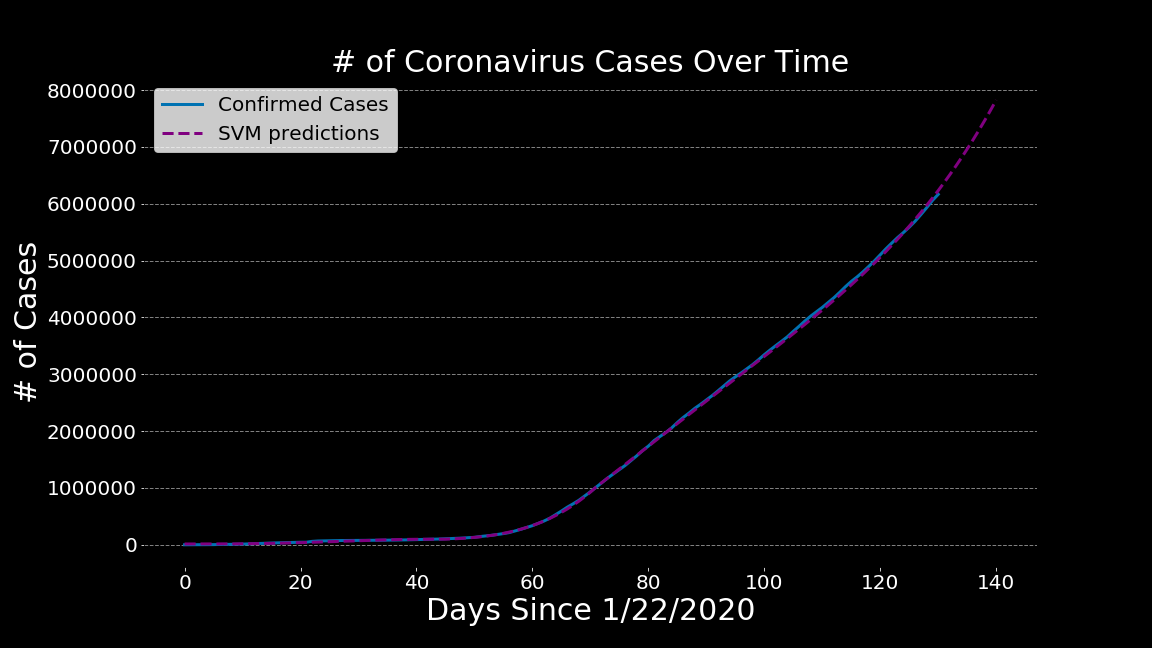 # of Coronavirus Cases Over Time
Confirmed Cases
SVM predictions
8000000
7000000
6000000
5000000
4000000
3000000
2000000
1000000
0
# of Cases
0 20 40 60 80 100 120 140
Days Since 1/22/2020